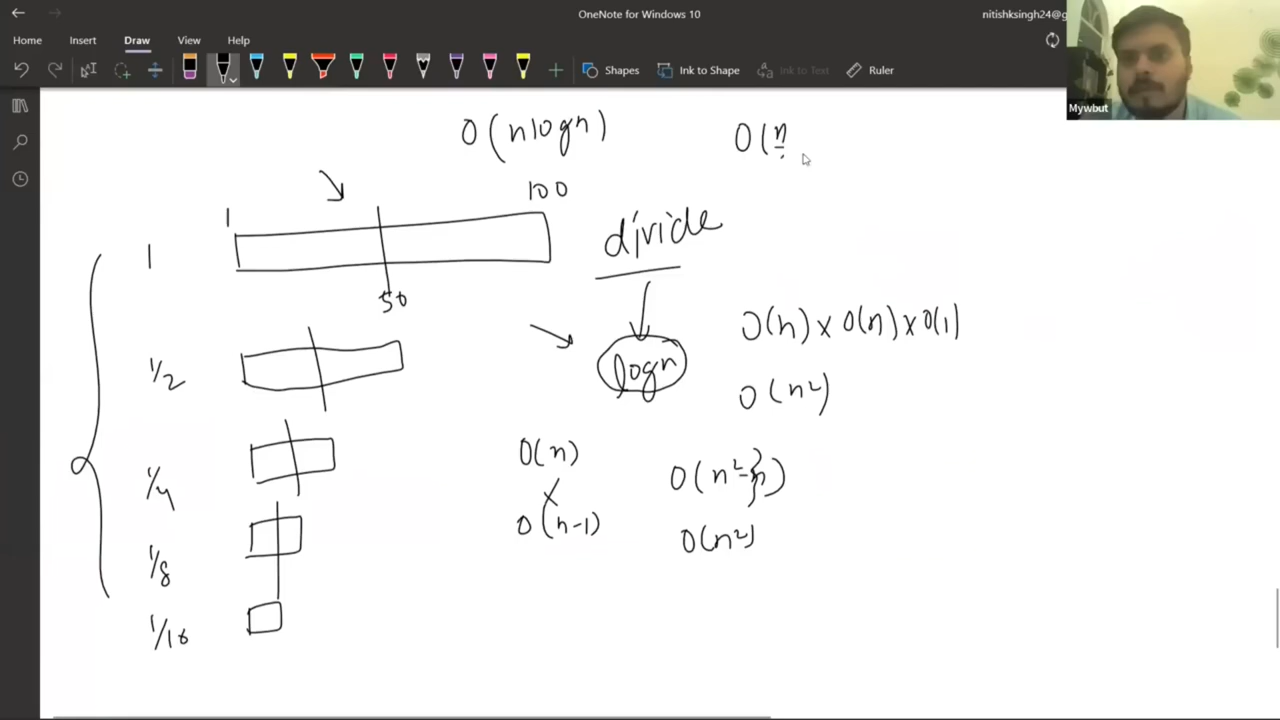 OneNote for Windows 10
nitishksingh24@g
Home Insert Draw View Help
Shapes Ink to Shape Ink to Text Ruler
Mywbut
O(nlogn)
O(n
1
100
divide
1
50
O(n) x O(n) x O(1)
logn
1/2
O(n²)
O(n)
1/4
O(n²-n)
x
O(n-1)
O(n²)
1/8
1/16